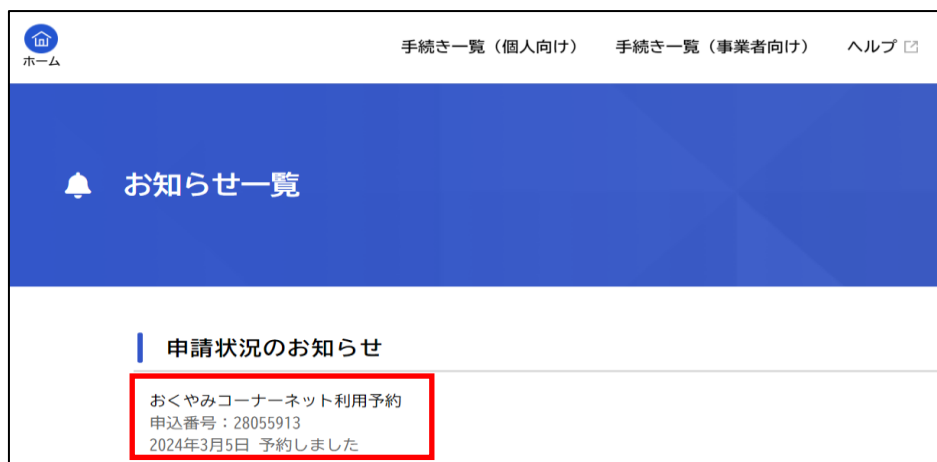 ホーム
手続き一覧（個人向け）
手続き一覧（事業者向け）
ヘルプ
お知らせ一覧
申請状況のお知らせ
おくやみコーナーネット利用予約
申込番号：28055913
2024年3月5日 予約しました